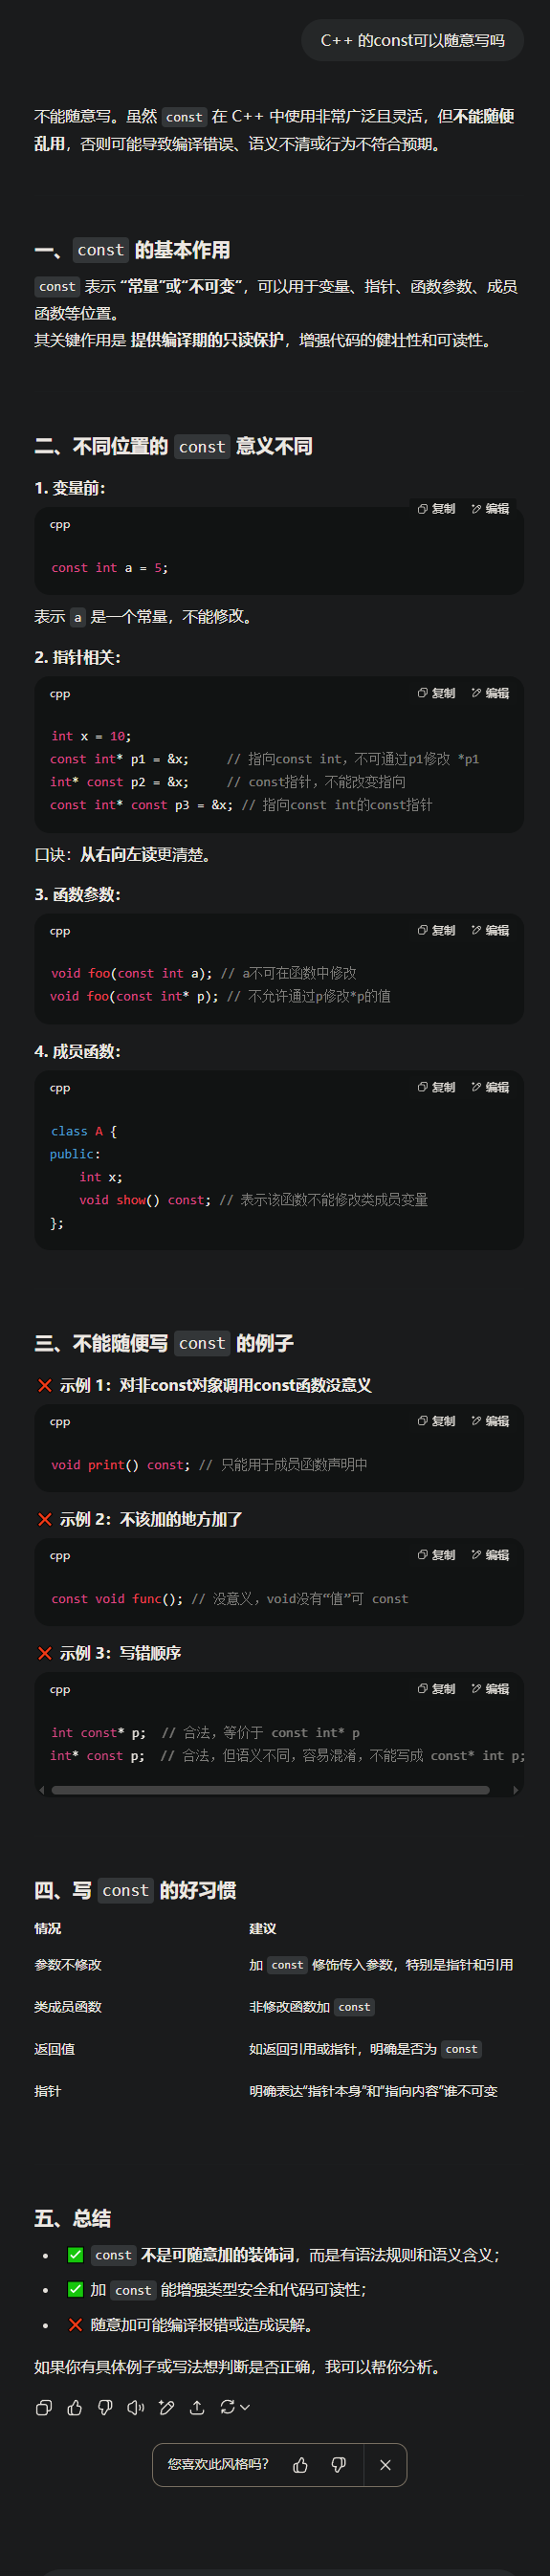 C++ 的const可以随意写吗
不能随意写。虽然 const 在 C++ 中使用非常广泛且灵活，但不能随便
乱用，否则可能导致编译错误、语义不清或行为不符合预期。
一、const 的基本作用
const 表示 “常量”或“不可变”，可以用于变量、指针、函数参数、成员
函数等位置。
其关键作用是 提供编译期的只读保护，增强代码的健壮性和可读性。
二、不同位置的 const 意义不同
1. 变量前：
cpp
复制 编辑
const int a = 5;
表示 a 是一个常量，不能修改。
2. 指针相关：
cpp
复制 编辑
int x = 10;
const int* p1 = &x;     // 指向const int，不可通过p1修改 *p1
int* const p2 = &x;     // const指针，不能改变指向
const int* const p3 = &x; // 指向const int的const指针
口诀：从右向左读更清楚。
3. 函数参数：
cpp
复制 编辑
void foo(const int a); // a不可在函数中修改
void foo(const int* p); // 不允许通过p修改*p的值
4. 成员函数：
cpp
复制 编辑
class A {
public:
    int x;
    void show() const; // 表示该函数不能修改类成员变量
};
三、不能随便写 const 的例子
❌ 示例 1：对非const对象调用const函数没意义
cpp
复制 编辑
void print() const; // 只能用于成员函数声明中
❌ 示例 2：不该加的地方加了
cpp
复制 编辑
const void func(); // 没意义，void没有“值”可 const
❌ 示例 3：写错顺序
cpp
复制 编辑
int const* p;  // 合法，等价于 const int* p
int* const p;  // 合法，但语义不同，容易混淆，不能写成 const* int p;
四、写 const 的好习惯
情况 建议
参数不修改 加 const 修饰传入参数，特别是指针和引用
类成员函数 非修改函数加 const
返回值 如返回引用或指针，明确是否为 const
指针 明确表达“指针本身”和“指向内容”谁不可变
五、总结
• ✅ const 不是可随意加的装饰词，而是有语法规则和语义含义；
• ✅ 加 const 能增强类型安全和代码可读性；
• ❌ 随意加可能编译报错或造成误解。
如果你有具体例子或写法想判断是否正确，我可以帮你分析。
您喜欢此风格吗？